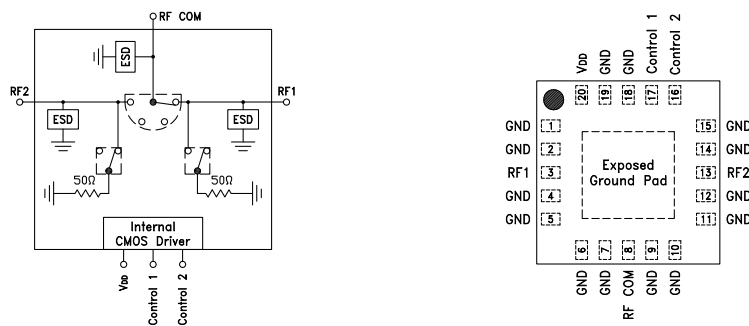 RF COM
ESD
RF2
RF1
ESD
ESD
50Ω
50Ω
Internal
CMOS Driver
VDD
Control 1
Control 2
VDD
GND
GND
Control 1
Control 2
20
19
18
17
16
GND
1
15
GND
GND
2
14
GND
RF1
3
13
RF2
GND
4
12
GND
GND
5
11
GND
Exposed
Ground Pad
6
7
8
9
10
GND
GND
RF COM
GND
GND